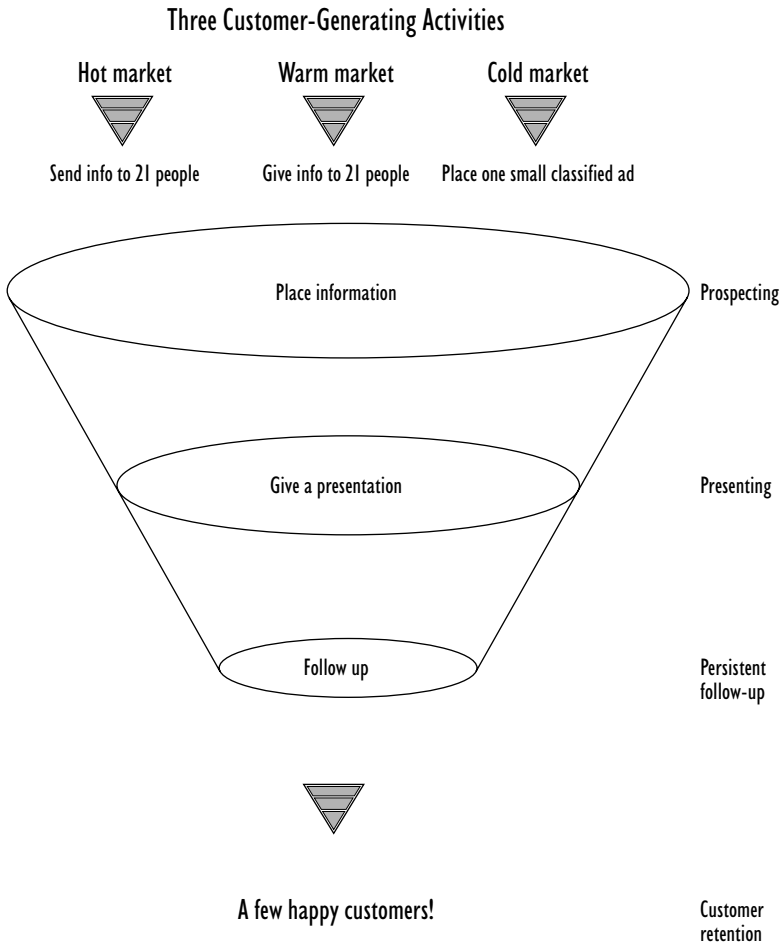 Three Customer-Generating Activities
Hot market
Warm market
Cold market
Send info to 21 people
Give info to 21 people
Place one small classified ad
Place information
Prospecting
Give a presentation
Presenting
Follow up
Persistent
follow-up
A few happy customers!
Customer
retention